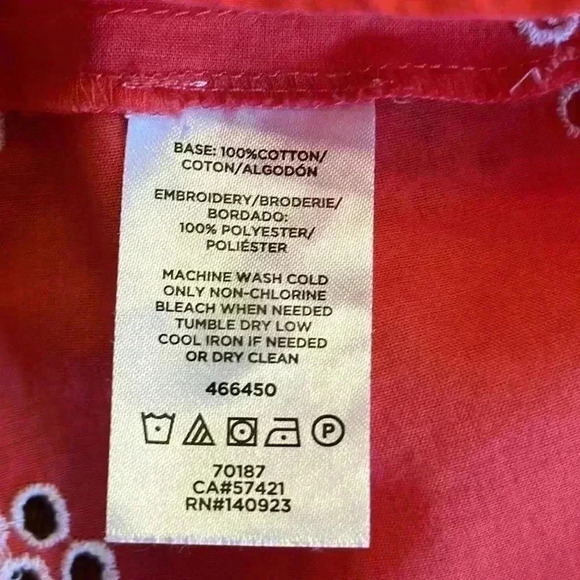 BASE: 100%COTTON/
COTON/ALGODÓN
EMBROIDERY/BRODERIE/
BORDADO:
100% POLYESTER/
POLIÉSTER
MACHINE WASH COLD
ONLY NON-CHLORINE
BLEACH WHEN NEEDED
TUMBLE DRY LOW
COOL IRON IF NEEDED
OR DRY CLEAN
466450
P
70187
CA#57421
RN#140923